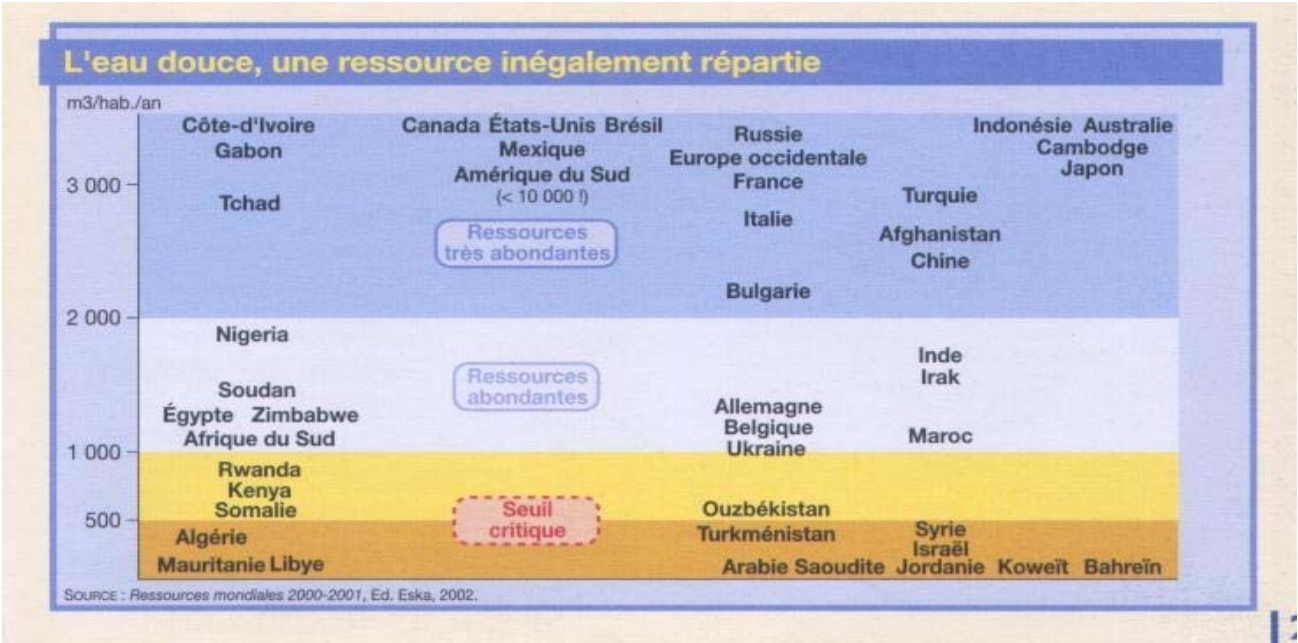 L'eau douce, une ressource inégalement répartie
m3/hab./an
Côte-d'Ivoire Canada États-Unis Brésil Russie Indonésie Australie
Gabon Mexique Europe occidentale Cambodge
3 000 Amérique du Sud France Japon
Tchad (< 10 000 !) Turquie
Ressources Italie Afghanistan
très abondantes Chine
Bulgarie
2 000
Nigeria
Inde
Ressources Irak
Soudan abondantes
Égypte Zimbabwe Allemagne
Afrique du Sud Belgique Maroc
1 000 Ukraine
Rwanda
Kenya
Somalie Seuil Ouzbékistan
500 critique
Algérie Turkménistan Syrie
Israël
Mauritanie Libye Arabie Saoudite Jordanie Koweït Bahreïn
SOURCE : Ressources mondiales 2000-2001, Ed. Eska, 2002.